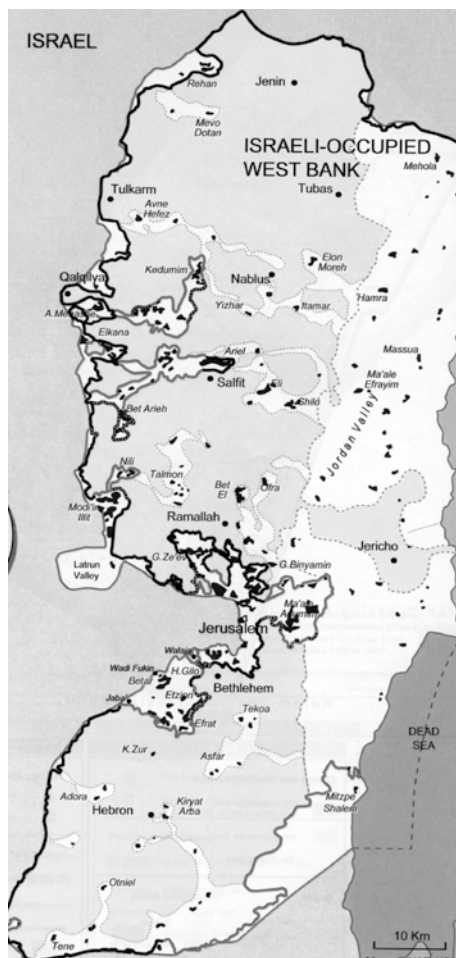 ISRAEL
Rehan
Jenin
Mevo
Dotan
ISRAELI-OCCUPIED
WEST BANK
Mehola
Tulkarm
Tubas
Avne
Hefez
Kedumim
Elon
Moreh
Nablus
Qalqilya
Hamra
Yizhar
Itamar
Elkana
Ariel
Massua
Salfit
Eli
Ma'ale
Efrayim
Shilo
Bet Arieh
Jordan Valley
Nili
Talmon
Bet
El
Ofra
Modi'in
Illit
Ramallah
Latrun
Valley
G.Ze'ev
G.Binyamin
Jericho
Jerusalem
Walaja
H.Gilo
Wadi Fukin
Betar
Bethlehem
Jaba
Etzion
Efrat
Tekoa
DEAD
SEA
K.Zur
Asfar
Adora
Kiryat
Arba
Hebron
Mitzpe
Shalem
Otniel
Tene
10 Km